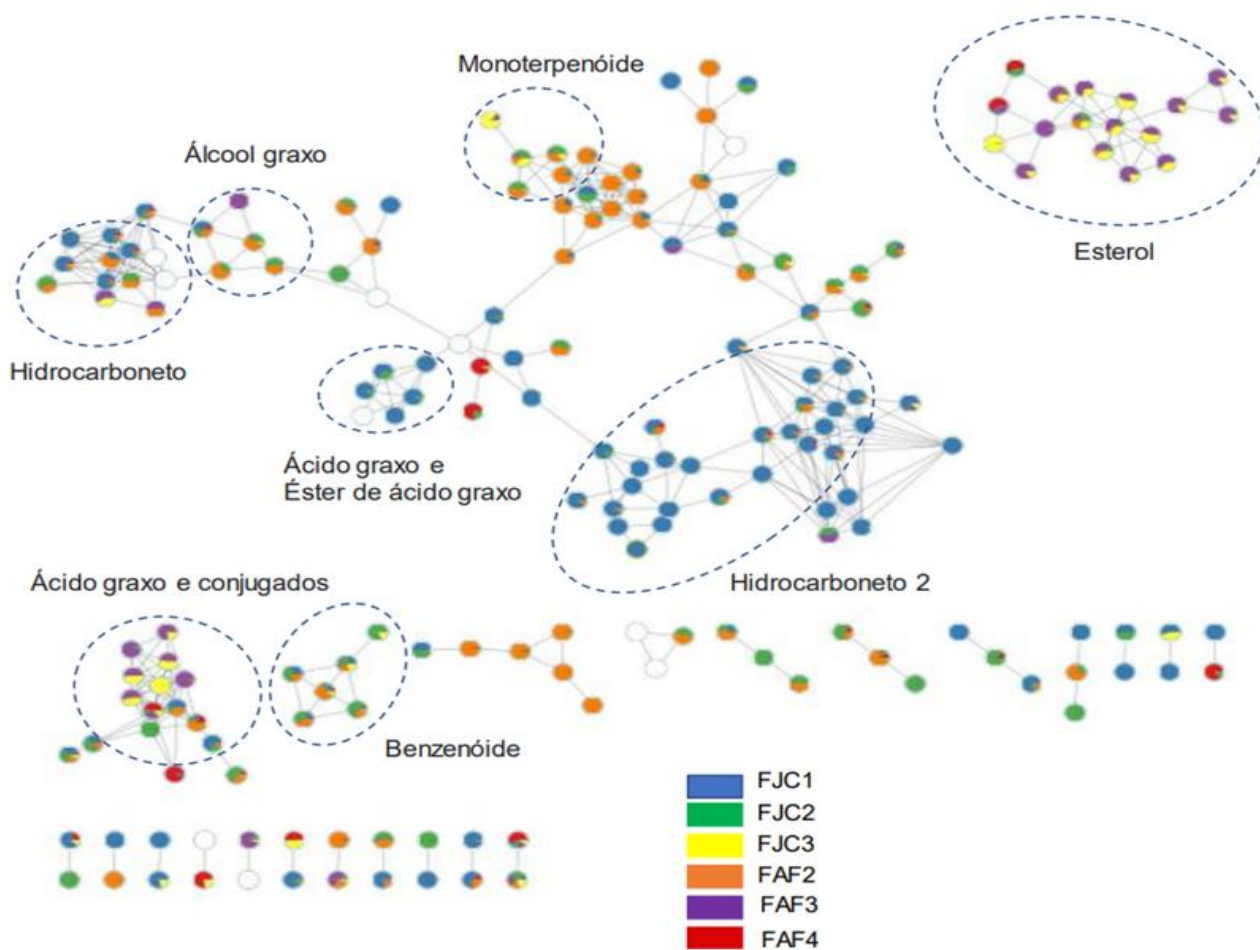 Monoterpenóide
Álcool graxo
Esterol
Hidrocarboneto
Ácido graxo e
Éster de ácido graxo
Hidrocarboneto 2
Ácido graxo e conjugados
Benzenóide
FJC1
FJC2
FJC3
FAF2
FAF3
FAF4